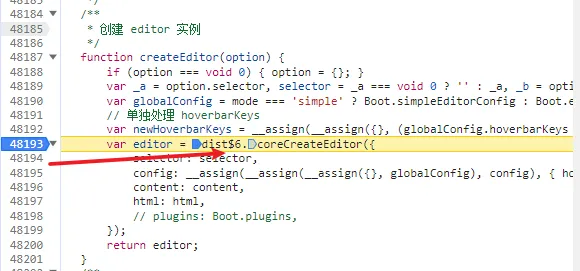 48184 /**
48185 * 创建 editor 实例
48186 */
48187 function createEditor(option) {
48188 if (option === void 0) { option = {}; }
48189 var _a = option.selector, selector = _a === void 0 ? '' : _a, _b = option
48190 var globalConfig = mode === 'simple' ? Boot.simpleEditorConfig : Boot.e
48191 // 单独处理 hoverbarKeys
48192 var newHoverbarKeys = __assign(__assign({}, (globalConfig.hoverbarKeys
48193 var editor = dist$6.coreCreateEditor({
48194 selector: selector,
48195 config: __assign(__assign(__assign({}, globalConfig), config), { ho
48196 content: content,
48197 html: html,
48198 // plugins: Boot.plugins,
48199 });
48200 return editor;
48201 }